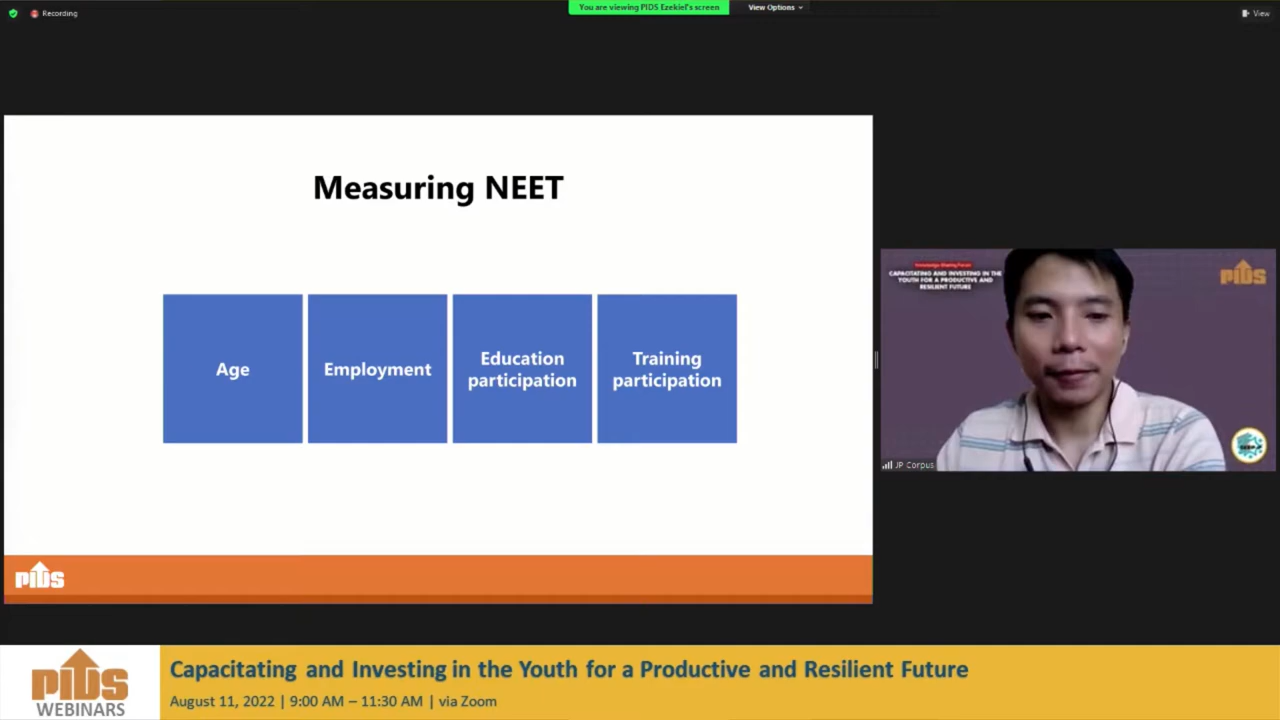 Recording
You are viewing PIDS Ezekiel's screen
View Options
View
Measuring NEET
Age
Employment
Education
participation
Training
participation
PIDS
Knowledge Sharing Forum
CAPACITATING AND INVESTING IN THE
YOUTH FOR A PRODUCTIVE AND
RESILIENT FUTURE
PIDS
JP Corpus
PIDS
WEBINARS
Capacitating and Investing in the Youth for a Productive and Resilient Future
August 11, 2022 | 9:00 AM – 11:30 AM | via Zoom